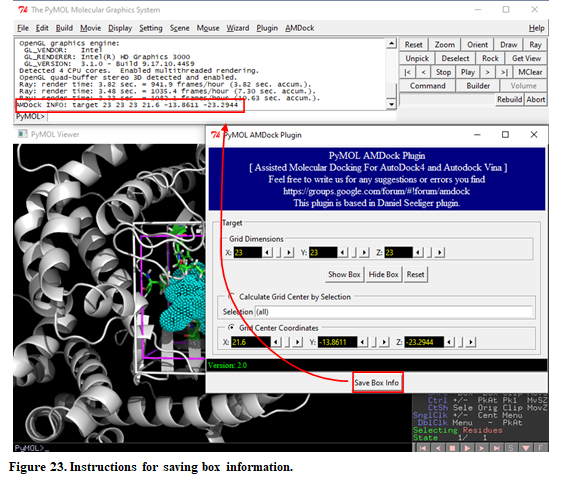 The PyMOL Molecular Graphics System
File Edit Build Movie Display Setting Scene Mouse Wizard Plugin AMDock Help
OpenGL graphics engine:
GL_VENDOR: Intel
GL_RENDERER: Intel(R) HD Graphics 3000
GL_VERSION: 3.1.0 - Build 9.17.10.4459
Detected 4 CPU cores. Enabled multithreaded rendering.
OpenGL quad-buffer stereo 3D detected and enabled.
Ray: render time: 3.82 sec. = 941.9 frames/hour (3.82 sec. accum.).
Ray: render time: 3.48 sec. = 1035.4 frames/hour (7.30 sec. accum.).
AMDock INFO: target 23 23 23 21.6 -13.8611 -23.2944
PyMOL>
Reset Zoom Orient Draw Ray
Unpick Deselect Rock Get View
|< < Stop Play > >| MClear
Command Builder Volume
Rebuild Abort
PyMOL Viewer
PyMOL AMDock Plugin
PyMOL AMDock Plugin
[ Assisted Molecular Docking For AutoDock4 and Autodock Vina ]
Feel free to write us for any suggestions or errors you find
https://groups.google.com/forum/#!forum/amdock
This plugin is based in Daniel Seeliger plugin.
Target
Grid Dimensions
X: 23 Y: 23 Z: 23
Show Box Hide Box Reset
Calculate Grid Center by Selection
Selection (all)
Grid Center Coordinates
X: 21.6 Y: -13.8611 Z: -23.2944
Version: 2.0
Save Box Info
Ctrl +/- PkAt Pk1 MvSZ
CtSh Sele Orig Clip MovZ
SnglClk +/- Cent Menu
DblClk Menu - PkAt
Selecting Residues
State 1/ 1
PyMOL>_
S F
Figure 23. Instructions for saving box information.